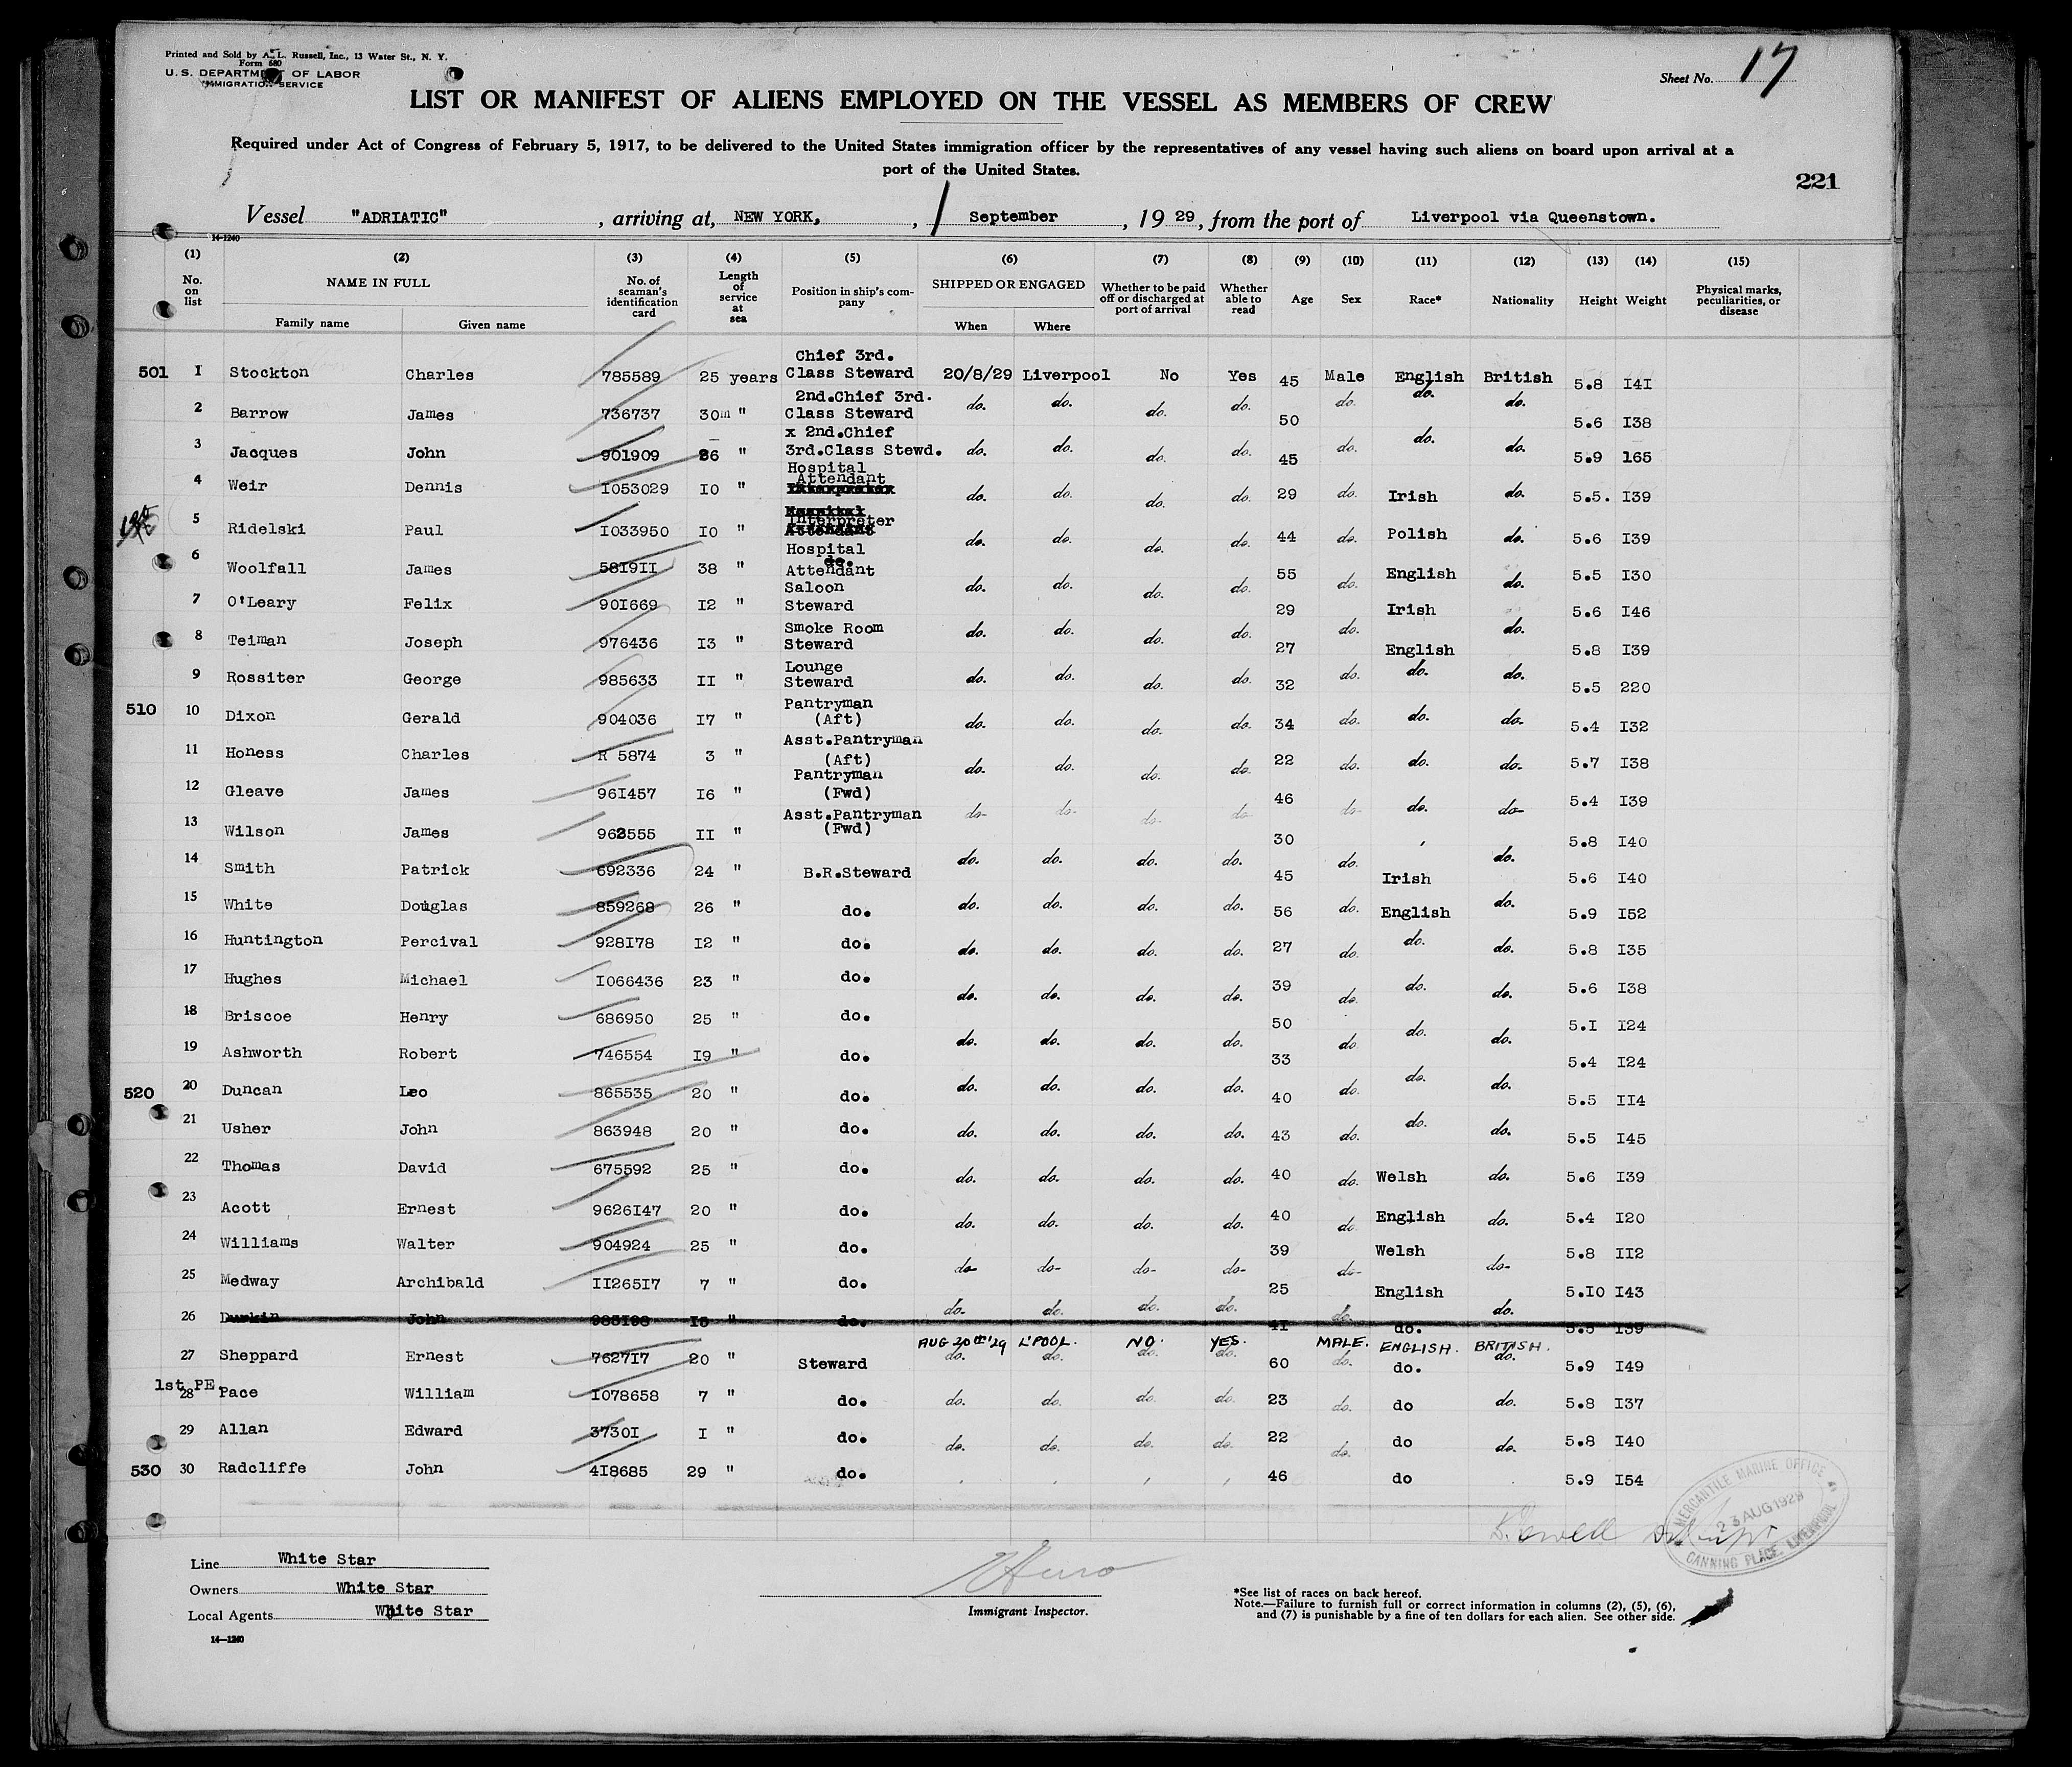 Printed and Sold by A. L. Russell, Inc., 13 Water St., N. Y.
Form 680
U. S. DEPARTMENT OF LABOR
IMMIGRATION SERVICE
Sheet No. 17
LIST OR MANIFEST OF ALIENS EMPLOYED ON THE VESSEL AS MEMBERS OF CREW
Required under Act of Congress of February 5, 1917, to be delivered to the United States immigration officer by the representatives of any vessel having such aliens on board upon arrival at a
port of the United States.
221
Vessel "ADRIATIC", arriving at, NEW YORK, 1 September, 19 29, from the port of Liverpool via Queenstown.
14-1240
(1) (2) (3) (4) (5) (6) (7) (8) (9) (10) (11) (12) (13) (14) (15)
No. on list NAME IN FULL Family name Given name No. of seaman's identification card Length of service at sea Position in ship's company SHIPPED OR ENGAGED When Where Whether to be paid off or discharged at port of arrival Whether able to read Age Sex Race* Nationality Height Weight Physical marks, peculiarities, or disease
501 1 Stockton Charles 785589 25 years Chief 3rd. Class Steward 20/8/29 Liverpool No Yes 45 Male English British 5.8 141
2 Barrow James 736737 30 " 2nd.Chief 3rd. Class Steward do. do. do. do. 50 do. do. do. 5.6 138
3 Jacques John 901909 26 " x 2nd.Chief 3rd.Class Stewd. do. do. do. do. 45 do. do. do. 5.9 165
4 Weir Dennis 1053029 10 " Hospital Attendant do. do. do. do. 29 do. Irish do. 5.5. 139
5 Ridelski Paul 1033950 10 " Interpreter do. do. do. do. 44 do. Polish do. 5.6 139
6 Woolfall James 581911 38 " Hospital do. Attendant do. do. do. do. 55 do. English do. 5.5 130
7 O'Leary Felix 901669 12 " Saloon Steward 29 Irish 5.6 146
8 Teiman Joseph 976436 13 " Smoke Room Steward do. do. do. do. 27 do. English do. 5.8 139
9 Rossiter George 985633 11 " Lounge Steward do. do. do. do. 32 do. do. do. 5.5 220
510 10 Dixon Gerald 904036 17 " Pantryman (Aft) do. do. do. do. 34 do. do. do. 5.4 132
11 Honess Charles R 5874 3 " Asst.Pantryman (Aft) do. do. do. do. 22 do. do. do. 5.7 138
12 Gleave James 961457 16 " Pantryman (Fwd) do- do- do- do- 46 do- do. do- 5.4 139
13 Wilson James 962555 11 " Asst.Pantryman (Fwd) 30 5.8 140
14 Smith Patrick 692336 24 " B.R.Steward do. do. do. do. 45 do. Irish do. 5.6 140
15 White Douglas 859268 26 " do. do. do. do. do. 56 do. English do. 5.9 152
16 Huntington Percival 928178 12 " do. do. do. do. do. 27 do. do. do. 5.8 135
17 Hughes Michael 1066436 23 " do. do. do. do. do. 39 do. do. do. 5.6 138
18 Briscoe Henry 686950 25 " do. do. do. do. do. 50 do do. do. 5.1 124
19 Ashworth Robert 746554 19 " do. 33 5.4 124
520 20 Duncan Leo 865535 20 " do. do. do. do. do. 40 do. do. do. 5.5 114
21 Usher John 863948 20 " do. do. do. do. do. 43 do. do. do. 5.5 145
22 Thomas David 675592 25 " do. do. do. do. do. 40 do. Welsh do. 5.6 139
23 Acott Ernest 9626147 20 " do. do. do. do. do. 40 do English do. 5.4 120
24 Williams Walter 904924 25 " do. do- do- do- do- 39 do- Welsh do- 5.8 112
25 Medway Archibald 1126517 7 " do. do. do. do. do. 25 do. English do. 5.10 143
26 Durkin John 983198 15 " do. 41 do. 5.5 139
AUG 20th '29 L'POOL. NO. YES. MALE. ENGLISH. BRITISH.
27 Sheppard Ernest 762717 20 " Steward do. do. do. do. 60 do. do. do. 5.9 149
1st PE. 28 Pace William 1078658 7 " do. do. do. do. do. 23 do. do do. 5.8 137
29 Allan Edward 37301 1 " do. do. do. do. do. 22 do. do do. 5.8 140
530 30 Radcliffe John 418685 29 " do. 46 do 5.9 154
MERCANTILE MARINE OFFICE
23 AUG 1929
CANNING PLACE. LIVERPOOL
Line White Star
Owners White Star
Local Agents White Star
14-1240
Immigrant Inspector.
*See list of races on back hereof.
Note.—Failure to furnish full or correct information in columns (2), (5), (6),
and (7) is punishable by a fine of ten dollars for each alien. See other side.